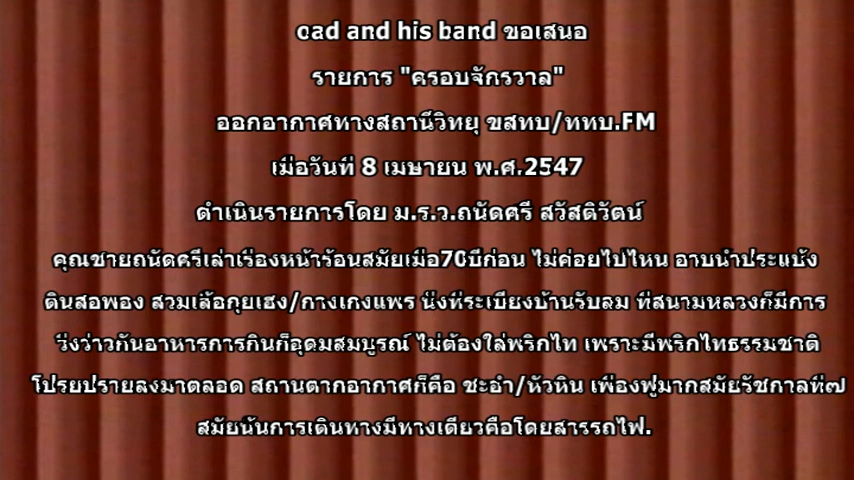 oad and his band ขอเสนอ
รายการ "ครอบจักรวาล"
ออกอากาศทางสถานีวิทยุ ขสทบ/ททบ.FM
เมื่อวันที่ 8 เมษายน พ.ศ.2547
ดำเนินรายการโดย ม.ร.ว.ถนัดศรี สวัสดิวัตน์
คุณชายถนัดศรีเล่าเรื่องหน้าร้อนสมัยเมื่อ70ปีก่อน ไม่ค่อยไปไหน อาบน้ำประแป้ง
ดินสอพอง สวมเสื้อกุยเฮง/กางเกงแพร นั่งที่ระเบียงบ้านรับลม ที่สนามหลวงก็มีการ
วิ่งว่าวกันอาหารการกินก็อุดมสมบูรณ์ ไม่ต้องใส่พริกไท เพราะมีพริกไทธรรมชาติ
โปรยปรายลงมาตลอด สถานตากอากาศก็คือ ชะอำ/หัวหิน เฟื่องฟูมากสมัยรัชกาลที่๗
สมัยนั้นการเดินทางมีทางเดียวคือโดยสารรถไฟ.